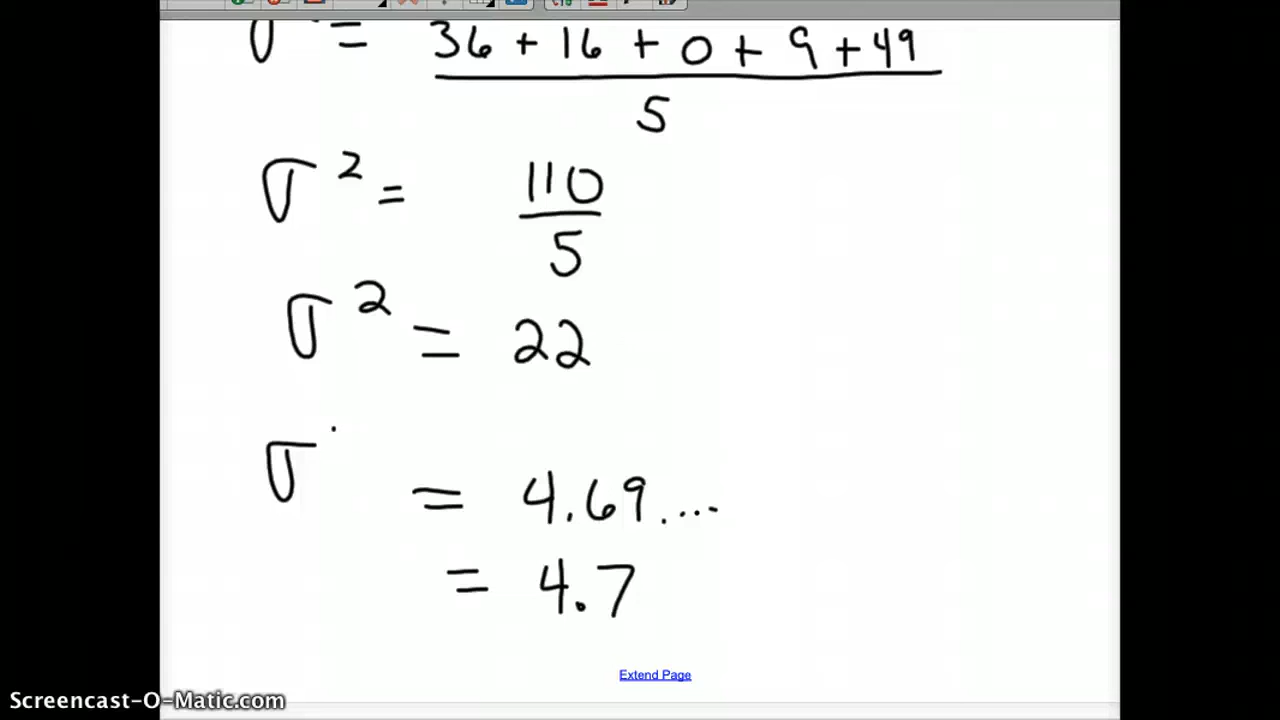 σ² = 36 + 16 + 0 + 9 + 49
5
σ² = 110
5
σ² = 22
σ = 4.69....
= 4.7
Extend Page
Screencast-O-Matic.com